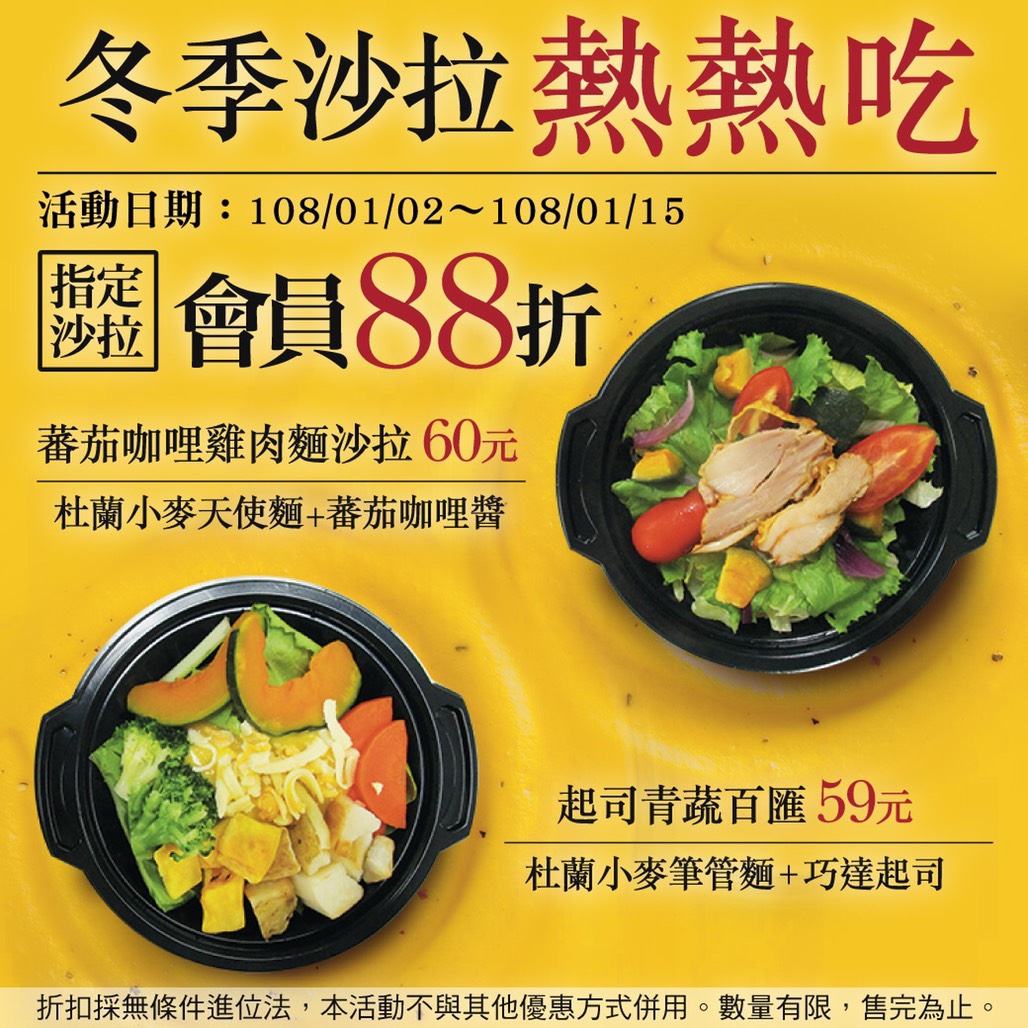 冬季沙拉熱熱吃
活動日期：108/01/02～108/01/15
指定
沙拉
會員88折
蕃茄咖哩雞肉麵沙拉 60元
杜蘭小麥天使麵+蕃茄咖哩醬
起司青蔬百匯 59元
杜蘭小麥筆管麵+巧達起司
折扣採無條件進位法，本活動不與其他優惠方式併用。數量有限，售完為止。